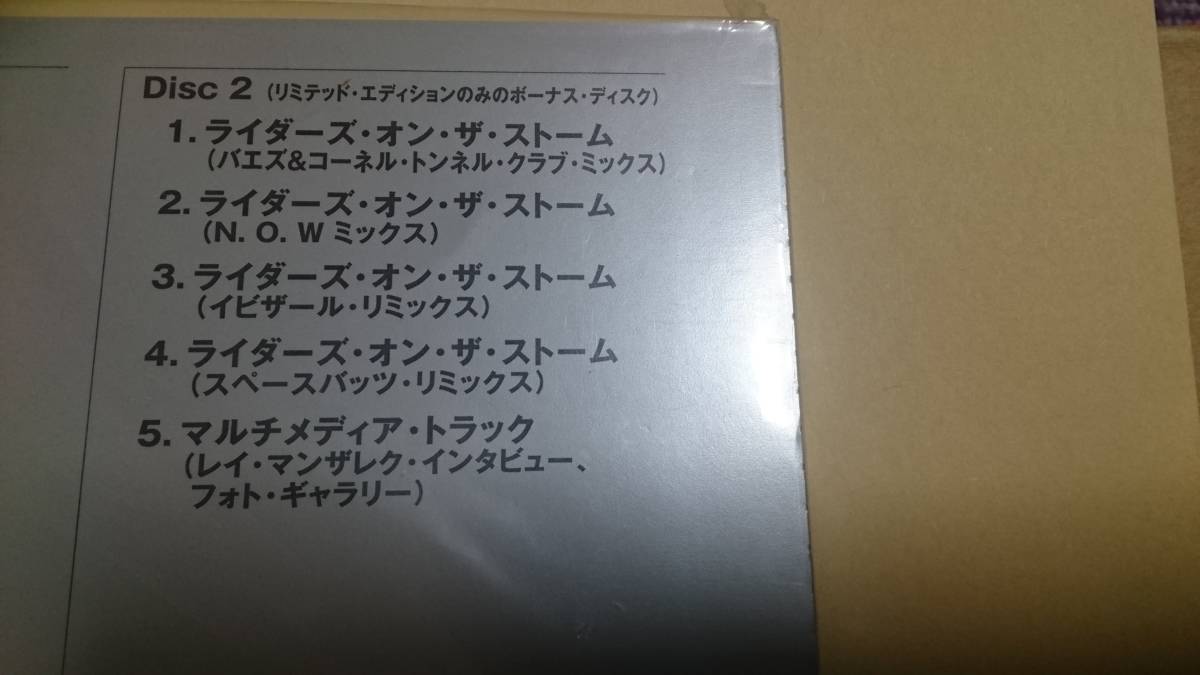 Disc 2 (リミテッド・エディションのみのボーナス・ディスク)
1. ライダーズ・オン・ザ・ストーム
(バエズ&コーネル・トンネル・クラブ・ミックス)
2. ライダーズ・オン・ザ・ストーム
(N. O. W ミックス)
3. ライダーズ・オン・ザ・ストーム
(イビザール・リミックス)
4. ライダーズ・オン・ザ・ストーム
(スペースバッツ・リミックス)
5. マルチメディア・トラック
(レイ・マンザレク・インタビュー、
フォト・ギャラリー)